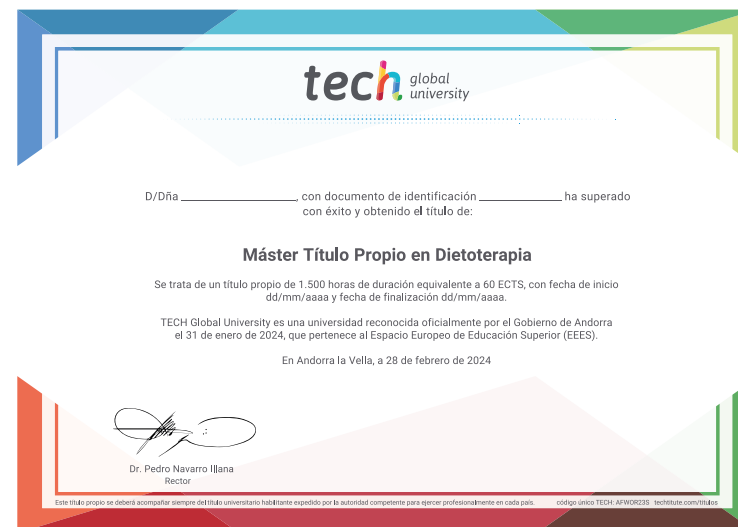 tech global university
D/Dña ____________, con documento de identificación ____________ ha superado
con éxito y obtenido el título de:
Máster Título Propio en Dietoterapia
Se trata de un título propio de 1.500 horas de duración equivalente a 60 ECTS, con fecha de inicio
dd/mm/aaaa y fecha de finalización dd/mm/aaaa.
TECH Global University es una universidad reconocida oficialmente por el Gobierno de Andorra
el 31 de enero de 2024, que pertenece al Espacio Europeo de Educación Superior (EEES).
En Andorra la Vella, a 28 de febrero de 2024
Dr. Pedro Navarro Illana
Rector
Este título propio se deberá acompañar siempre del título universitario habilitante expedido por la autoridad competente para ejercer profesionalmente en cada país. código único TECH: AFWOR23S techtitute.com/titulos